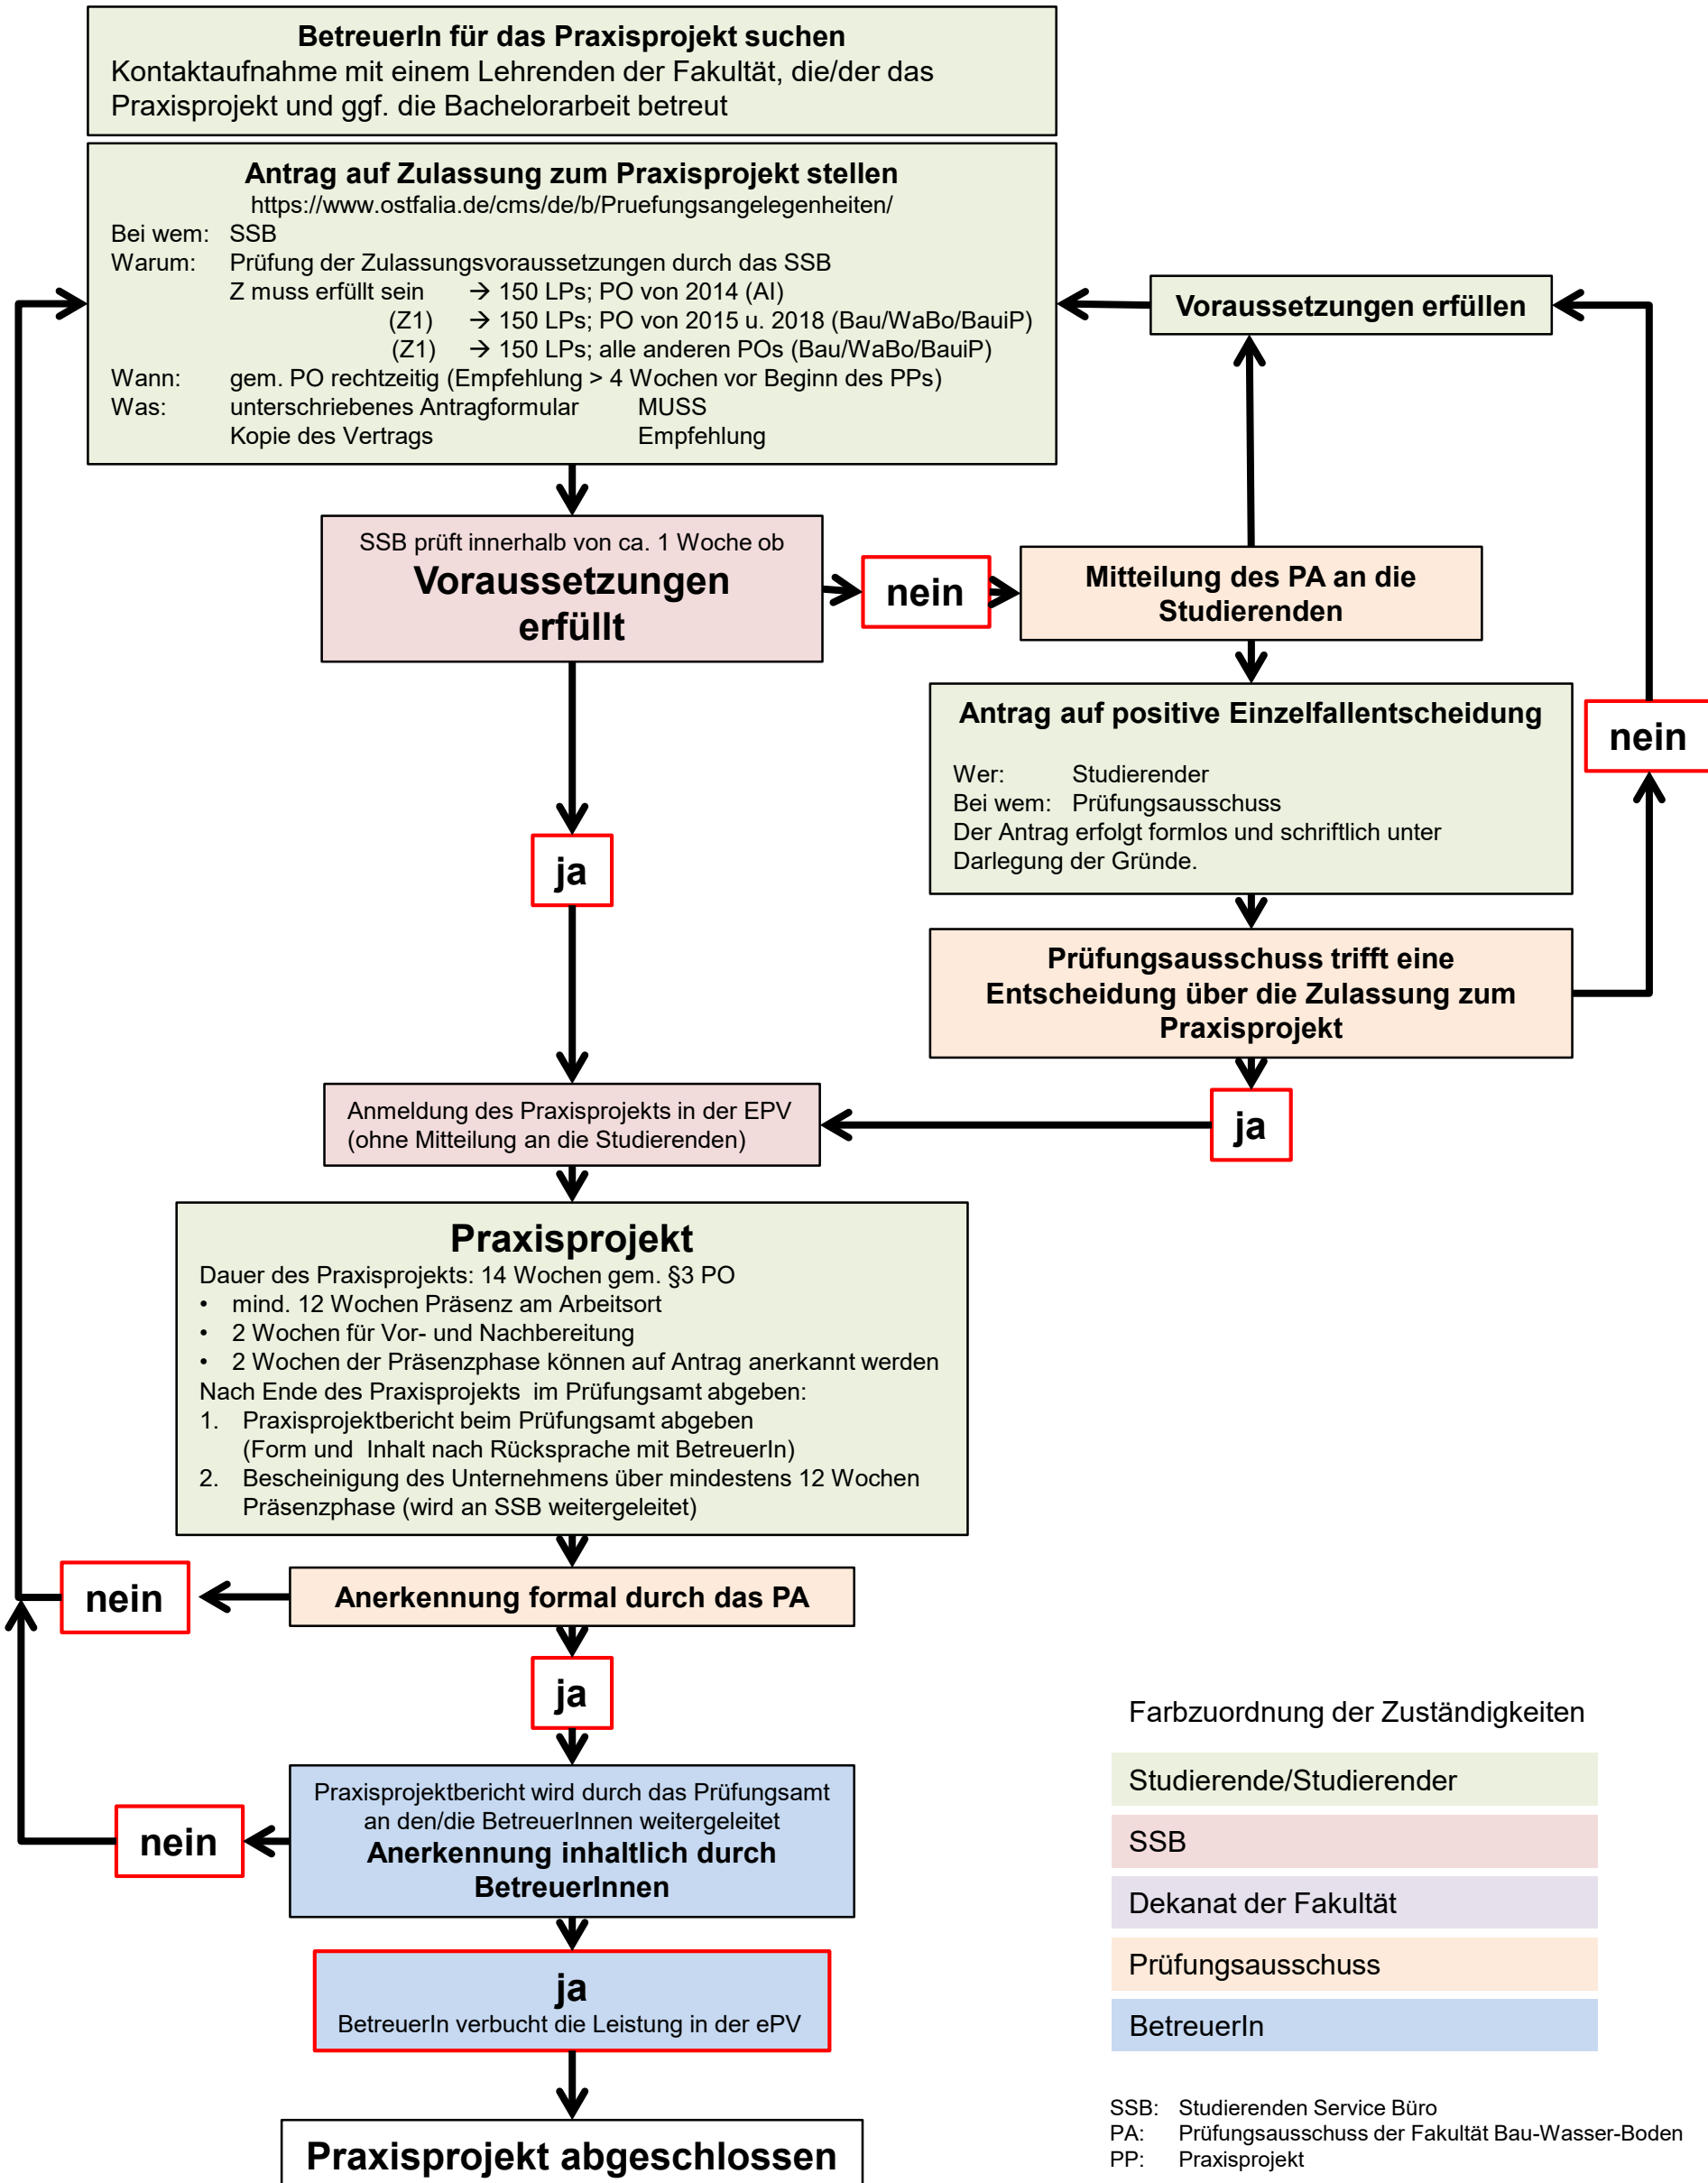 BetreuerIn für das Praxisprojekt suchen
Kontaktaufnahme mit einem Lehrenden der Fakultät, die/der das
Praxisprojekt und ggf. die Bachelorarbeit betreut
Antrag auf Zulassung zum Praxisprojekt stellen
https://www.ostfalia.de/cms/de/b/Pruefungsangelegenheiten/
Bei wem: SSB
Warum: Prüfung der Zulassungsvoraussetzungen durch das SSB
Z muss erfüllt sein → 150 LPs; PO von 2014 (AI)
(Z1) → 150 LPs; PO von 2015 u. 2018 (Bau/WaBo/BauiP)
(Z1) → 150 LPs; alle anderen POs (Bau/WaBo/BauiP)
Wann: gem. PO rechtzeitig (Empfehlung > 4 Wochen vor Beginn des PPs)
Was: unterschriebenes Antragformular MUSS
Kopie des Vertrags Empfehlung
Voraussetzungen erfüllen
SSB prüft innerhalb von ca. 1 Woche ob
Voraussetzungen
erfüllt
nein
Mitteilung des PA an die
Studierenden
Antrag auf positive Einzelfallentscheidung
Wer: Studierender
Bei wem: Prüfungsausschuss
Der Antrag erfolgt formlos und schriftlich unter
Darlegung der Gründe.
nein
ja
Prüfungsausschuss trifft eine
Entscheidung über die Zulassung zum
Praxisprojekt
ja
Anmeldung des Praxisprojekts in der EPV
(ohne Mitteilung an die Studierenden)
Praxisprojekt
Dauer des Praxisprojekts: 14 Wochen gem. §3 PO
• mind. 12 Wochen Präsenz am Arbeitsort
• 2 Wochen für Vor- und Nachbereitung
• 2 Wochen der Präsenzphase können auf Antrag anerkannt werden
Nach Ende des Praxisprojekts im Prüfungsamt abgeben:
1. Praxisprojektbericht beim Prüfungsamt abgeben
(Form und Inhalt nach Rücksprache mit BetreuerIn)
2. Bescheinigung des Unternehmens über mindestens 12 Wochen
Präsenzphase (wird an SSB weitergeleitet)
nein
Anerkennung formal durch das PA
ja
Praxisprojektbericht wird durch das Prüfungsamt
an den/die BetreuerInnen weitergeleitet
Anerkennung inhaltlich durch
BetreuerInnen
nein
ja
BetreuerIn verbucht die Leistung in der ePV
Praxisprojekt abgeschlossen
Farbzuordnung der Zuständigkeiten
Studierende/Studierender
SSB
Dekanat der Fakultät
Prüfungsausschuss
BetreuerIn
SSB: Studierenden Service Büro
PA: Prüfungsausschuss der Fakultät Bau-Wasser-Boden
PP: Praxisprojekt